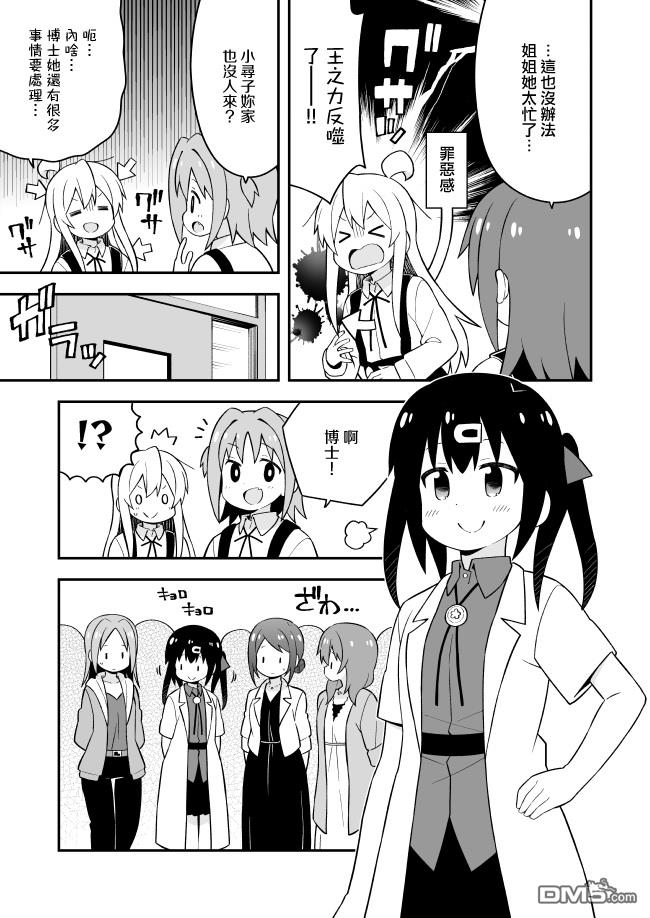 …這也沒辦法
姐姐她太忙了…
罪惡感
王之力反噬
了——!!
グサッ
小尋子妳家
也沒人來？
呃…
內啥…
博士她還有很多
事情要處理…
グサ
グサ
ガラッ
啊
博士！
!?
ざわ…
キョロ
キョロ
DM5.com